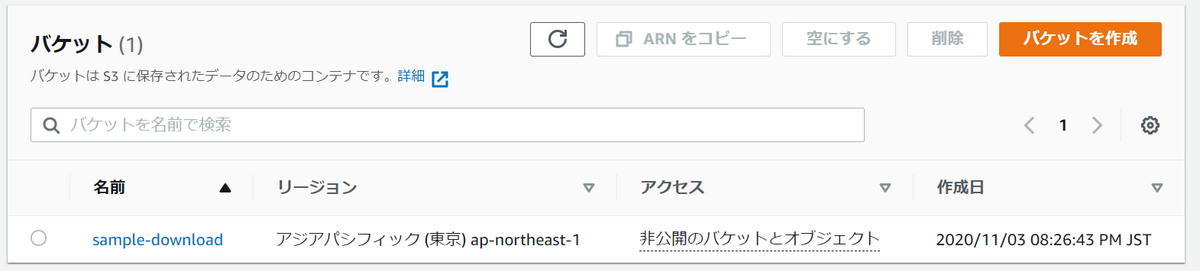 バケット (1)
ARN をコピー
空にする
削除
バケットを作成
バケットは S3 に保存されたデータのためのコンテナです。詳細
バケットを名前で検索
1
名前 リージョン アクセス 作成日
sample-download アジアパシフィック (東京) ap-northeast-1 非公開のバケットとオブジェクト 2020/11/03 08:26:43 PM JST